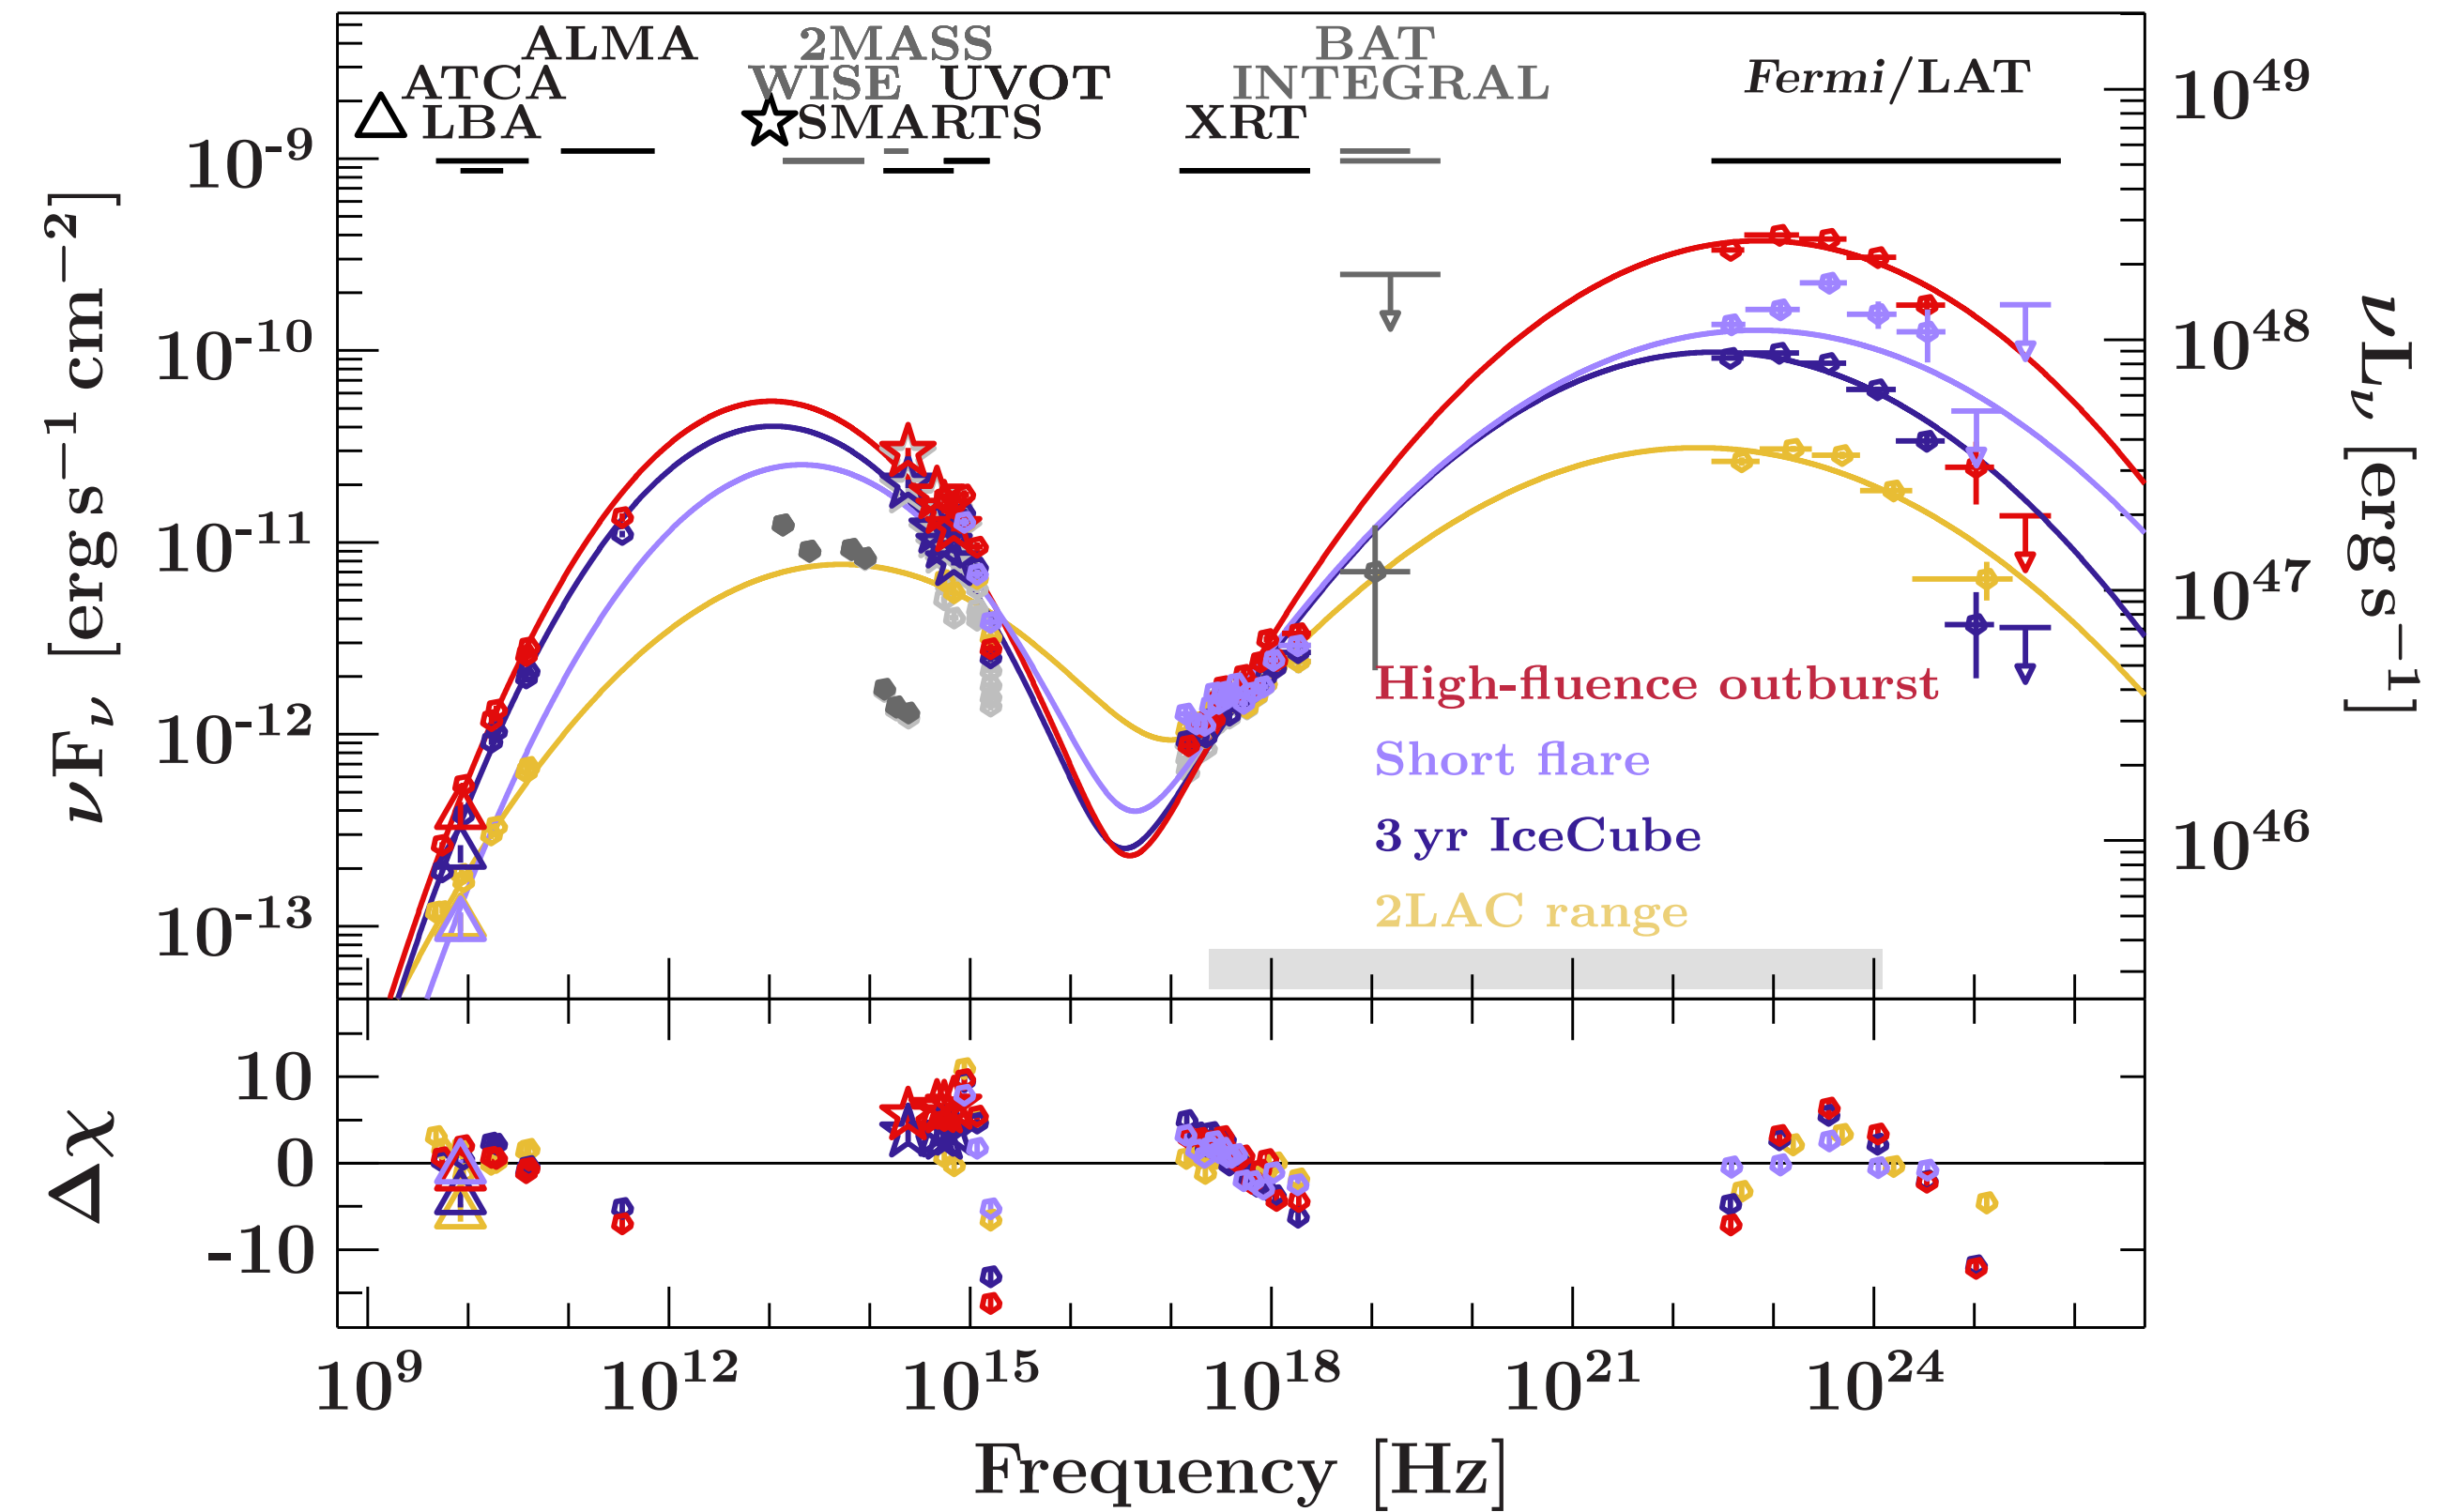 ALMA 2MASS BAT
ATCA WISE UVOT INTEGRAL Fermi/LAT
LBA SMARTS XRT
10^-9
10^-10
10^-11
10^-12
10^-13
νF_ν [erg s^−1 cm^−2]
10^49
10^48
10^47
10^46
νL_ν [erg s^−1]
High-fluence outburst
Short flare
3 yr IceCube
2LAC range
10
0
-10
Δχ
10^9 10^12 10^15 10^18 10^21 10^24
Frequency [Hz]